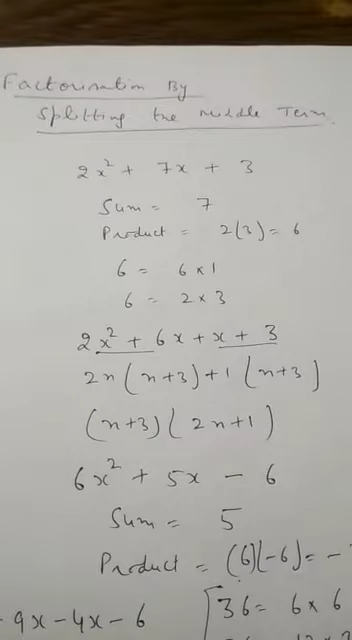 Factorisation By
Splitting the middle Term
2x² + 7x + 3
Sum = 7
Product = 2(3) = 6
6 = 6 x 1
6 = 2 x 3
2x² + 6x + x + 3
2x(x+3)+1(x+3)
(x+3)(2x+1)
6x² + 5x - 6
Sum = 5
Product = (6)(-6) = -
9x - 4x - 6
36 = 6 x 6